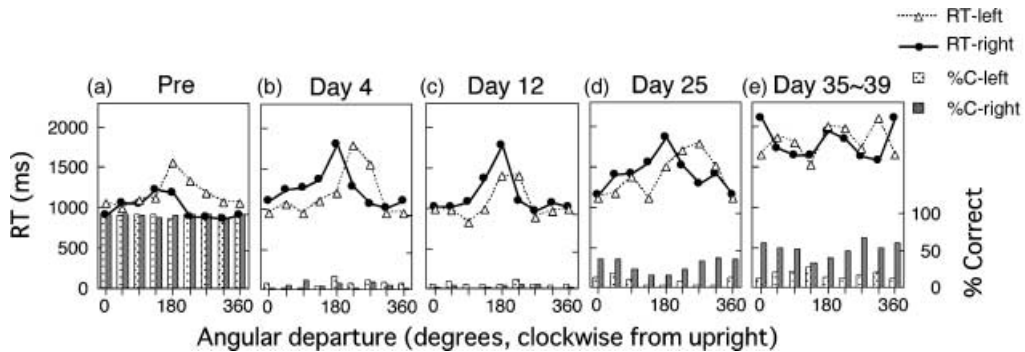 RT-left
RT-right
%C-left
%C-right
(a) Pre
(b) Day 4
(c) Day 12
(d) Day 25
(e) Day 35~39
2000
1500
1000
500
0
RT (ms)
100
50
0
% Correct
0 180 360 0 180 360 0 180 360 0 180 360 0 180 360
Angular departure (degrees, clockwise from upright)